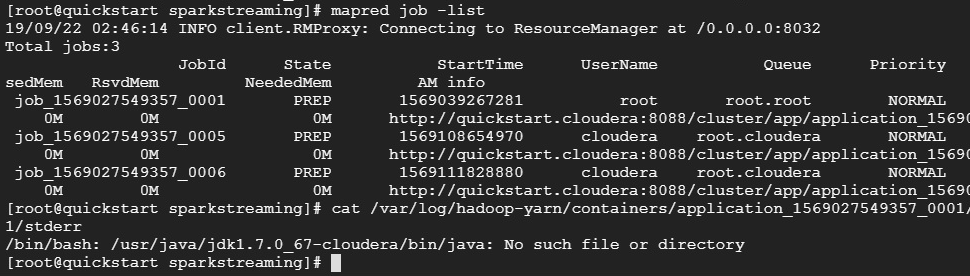 [root@quickstart sparkstreaming]# mapred job -list
19/09/22 02:46:14 INFO client.RMProxy: Connecting to ResourceManager at /0.0.0.0:8032
Total jobs:3
JobId State StartTime UserName Queue Priority
sedMem RsvdMem NeededMem AM info
job_1569027549357_0001 PREP 1569039267281 root root.root NORMAL
0M 0M 0M http://quickstart.cloudera:8088/cluster/app/application_1569
job_1569027549357_0005 PREP 1569108654970 cloudera root.cloudera NORMAL
0M 0M 0M http://quickstart.cloudera:8088/cluster/app/application_1569
job_1569027549357_0006 PREP 1569111828880 cloudera root.cloudera NORMAL
0M 0M 0M http://quickstart.cloudera:8088/cluster/app/application_1569
[root@quickstart sparkstreaming]# cat /var/log/hadoop-yarn/containers/application_1569027549357_0001/
1/stderr
/bin/bash: /usr/java/jdk1.7.0_67-cloudera/bin/java: No such file or directory
[root@quickstart sparkstreaming]#